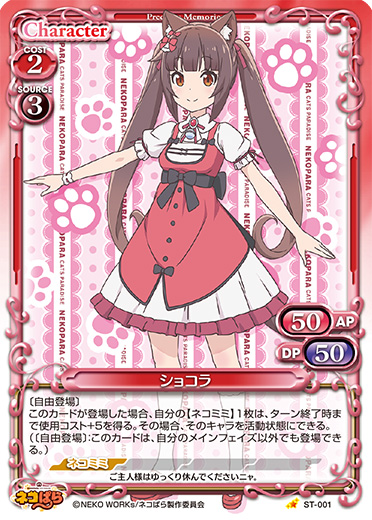 Precious Memories
Character
COST
2
SOURCE
3
NEKOPARA
CATS PARADISE
50 AP
DP 50
ショコラ
〔自由登場〕
このカードが登場した場合、自分の【ネコミミ】1枚は、ターン終了時ま
で使用コスト+5を得る。その場合、そのキャラを活動状態にできる。
(〔自由登場〕:このカードは、自分のメインフェイズ以外でも登場でき
る。)
ネコミミ
ご主人様はゆっくり休んでくださいニャ。
ネコぱら
©NEKO WORKs/ネコぱら製作委員会
ST-001